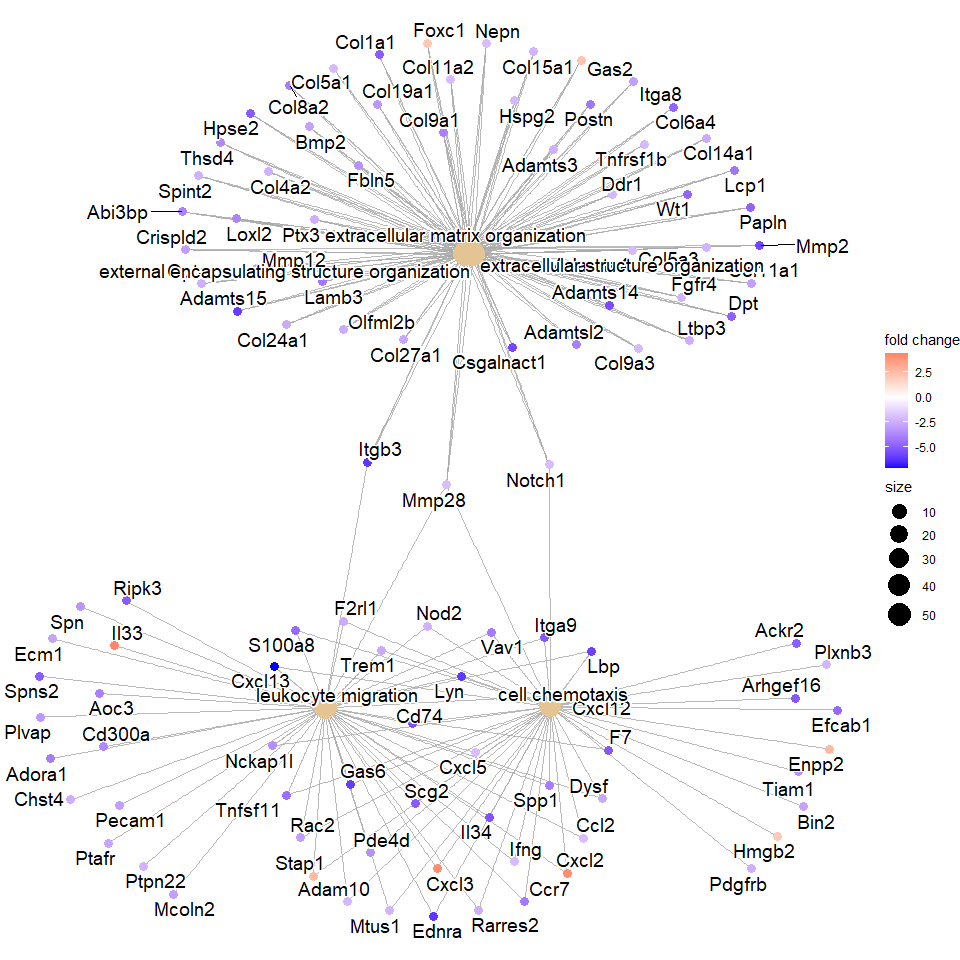 Foxc1
Nepn
Col1a1
Col11a2
Col15a1
Gas2
Col5a1
Col19a1
Itga8
Col8a2
Hspg2
Postn
Col6a4
Hpse2
Col9a1
Bmp2
Thsd4
Adamts3
Tnfrsf1b
Col14a1
Fbln5
Spint2
Col4a2
Ddr1
Lcp1
Abi3bp
Wt1
Papln
Crispld2
Loxl2
Ptx3
extracellular matrix organization
Mmp2
Mmp12
Col5a3
external encapsulating structure organization
extracellular structure organization
Adamts15
Lamb3
Adamts14
Fgfr4
Dpt
Col24a1
Olfml2b
Adamtsl2
Ltbp3
Col27a1
Csgalnact1
Col9a3
fold change
2.5
0.0
-2.5
-5.0
size
10
20
30
40
50
Itgb3
Mmp28
Notch1
Ripk3
Spn
F2rl1
Nod2
Itga9
Ackr2
Il33
S100a8
Vav1
Plxnb3
Ecm1
Trem1
Lbp
Cxcl13
Arhgef16
Spns2
leukocyte migration
Lyn
cell chemotaxis
Aoc3
Cxcl12
Cd74
Efcab1
Plvap
Cd300a
F7
Nckap1l
Enpp2
Adora1
Gas6
Cxcl5
Dysf
Tiam1
Chst4
Tnfsf11
Scg2
Spp1
Pecam1
Rac2
Il34
Ccl2
Bin2
Pde4d
Ptafr
Stap1
Ifng
Cxcl2
Hmgb2
Ptpn22
Adam10
Cxcl3
Ccr7
Pdgfrb
Mcoln2
Mtus1
Ednra
Rarres2